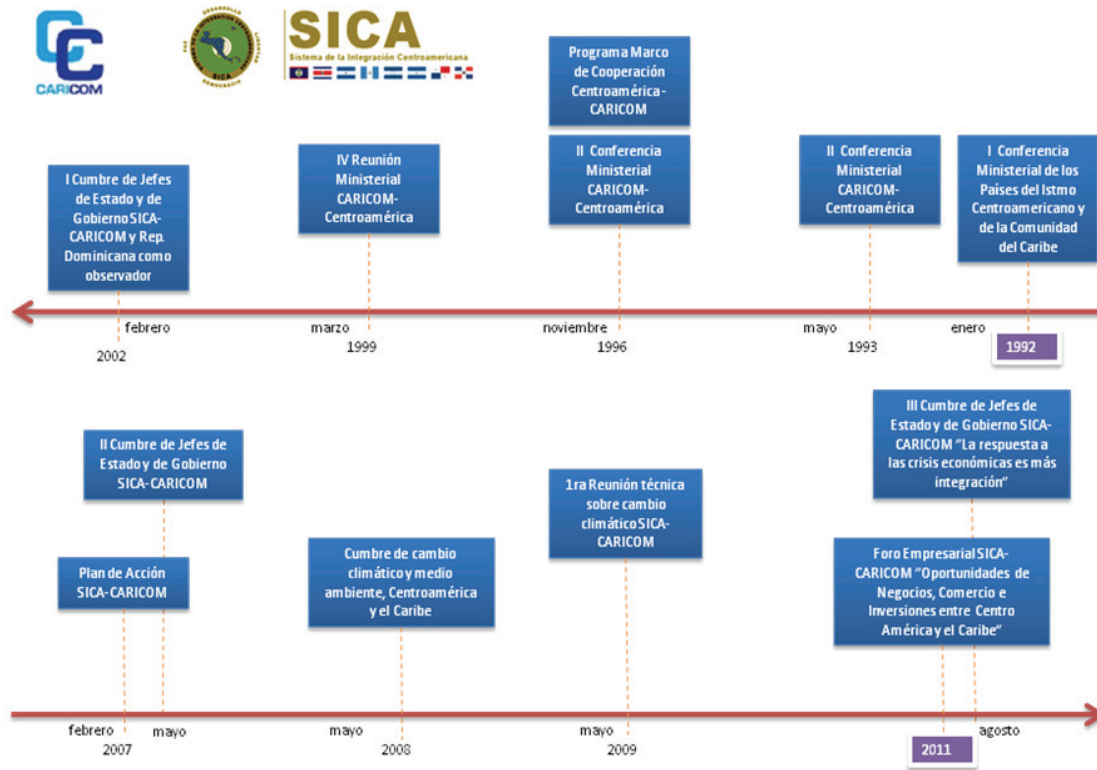 CARICOM
DESARROLLO
PAZ
LIBERTAD
SICA
DEMOCRACIA
SICA
Sistema de la Integración Centroamericana
Programa Marco
de Cooperación
Centroamérica-
CARICOM
I Cumbre de Jefes
de Estado y de
Gobierno SICA-
CARICOM y Rep.
Dominicana como
observador
IV Reunión
Ministerial
CARICOM-
Centroamérica
II Conferencia
Ministerial
CARICOM-
Centroamérica
II Conferencia
Ministerial
CARICOM-
Centroamérica
I Conferencia
Ministerial de los
Países del Istmo
Centroamericano y
de la Comunidad
del Caribe
febrero
2002
marzo
1999
noviembre
1996
mayo
1993
enero
1992
II Cumbre de Jefes de
Estado y de Gobierno
SICA-CARICOM
Plan de Acción
SICA-CARICOM
Cumbre de cambio
climático y medio
ambiente, Centroamérica
y el Caribe
1ra Reunión técnica
sobre cambio
climático SICA-
CARICOM
III Cumbre de Jefes de
Estado y de Gobierno SICA-
CARICOM "La respuesta a
las crisis económicas es más
integración"
Foro Empresarial SICA-
CARICOM "Oportunidades de
Negocios, Comercio e
Inversiones entre Centro
América y el Caribe"
febrero
2007
mayo
mayo
2008
mayo
2009
2011
agosto